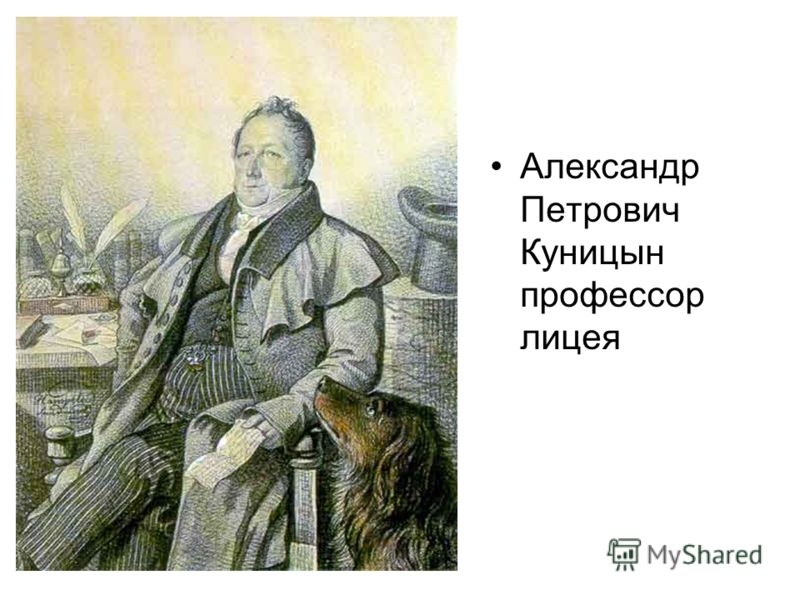 • Александр
Петрович
Куницын
профессор
лицея
MyShared